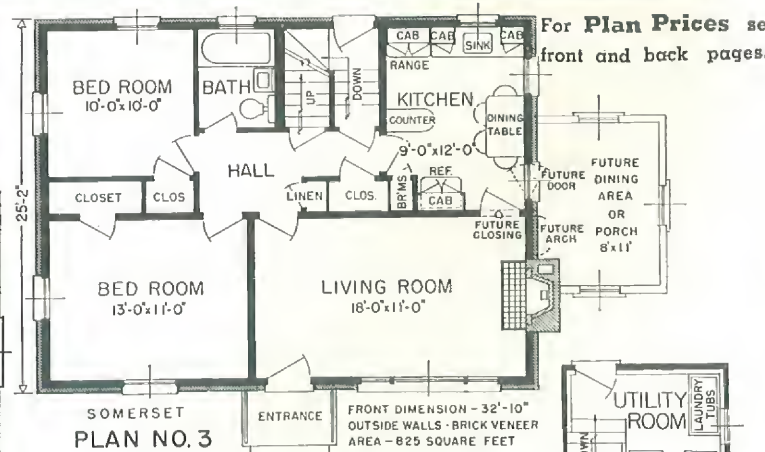 For Plan Prices se
front and back pages.
CAB
CAB
SINK
CAB
RANGE
BED ROOM
10'-0"x10'-0"
BATH
UP
DOWN
KITCHEN
COUNTER
DINING
TABLE
9'-0"x12'-0"
HALL
REF.
CAB
BR'MS
CLOSET
CLOS
LINEN
CLOS.
FUTURE
DOOR
FUTURE
DINING
AREA
OR
PORCH
8'x11'
FUTURE
CLOSING
FUTURE
ARCH
25'-2"
BED ROOM
13'-0"x11'-0"
LIVING ROOM
18'-0"x11'-0"
SOMERSET
PLAN NO. 3
ENTRANCE
FRONT DIMENSION - 32'-10"
OUTSIDE WALLS - BRICK VENEER
AREA - 825 SQUARE FEET
UTILITY
ROOM
LAUNDRY
TUBS